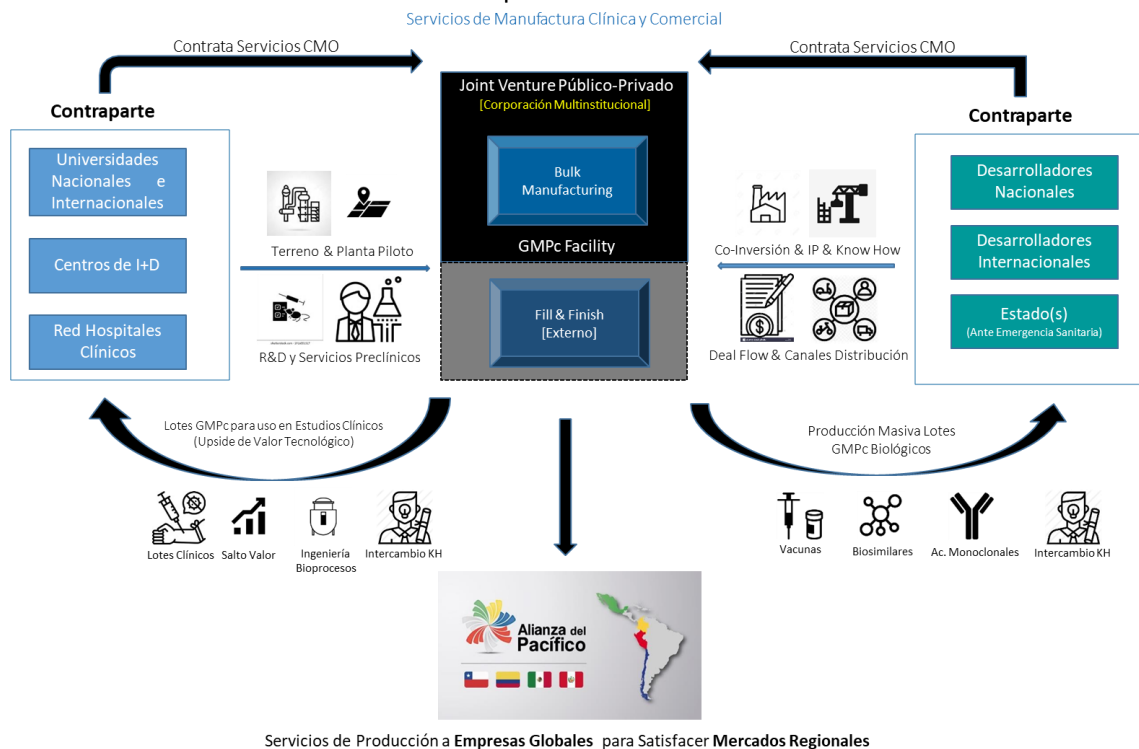 Servicios de Manufactura Clínica y Comercial
Contrata Servicios CMO
Contrata Servicios CMO
Contraparte
Universidades
Nacionales e
Internacionales
Centros de I+D
Red Hospitales
Clínicos
Terreno & Planta Piloto
R&D y Servicios Preclínicos
Joint Venture Público-Privado
[Corporación Multinstitucional]
Bulk
Manufacturing
GMPc Facility
Fill & Finish
[Externo]
Co-Inversión & IP & Know How
Deal Flow & Canales Distribución
Contraparte
Desarrolladores
Nacionales
Desarrolladores
Internacionales
Estado(s)
(Ante Emergencia Sanitaria)
Lotes GMPc para uso en Estudios Clínicos
(Upside de Valor Tecnológico)
Lotes Clínicos
Salto Valor
Ingeniería
Bioprocesos
Intercambio KH
Producción Masiva Lotes
GMPc Biológicos
Vacunas
Biosimilares
Ac. Monoclonales
Intercambio KH
Alianza del
Pacífico
Servicios de Producción a Empresas Globales para Satisfacer Mercados Regionales